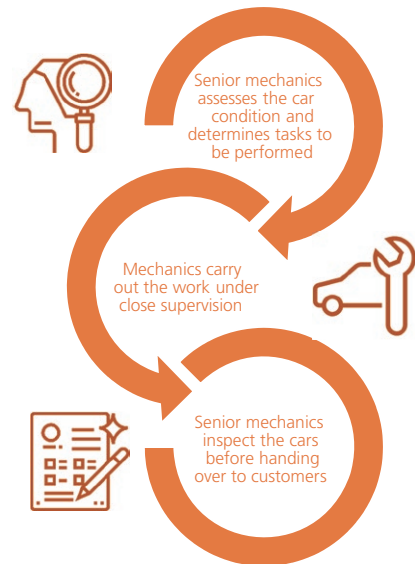 Senior mechanics
assesses the car
condition and
determines tasks to
be performed
Mechanics carry
out the work under
close supervision
Senior mechanics
inspect the cars
before handing
over to customers